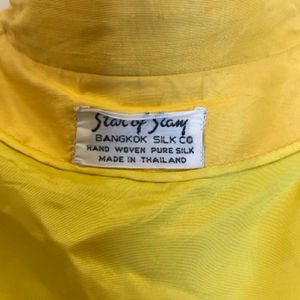 Star of Siam
BANGKOK SILK CO
HAND WOVEN PURE SILK
MADE IN THAILAND